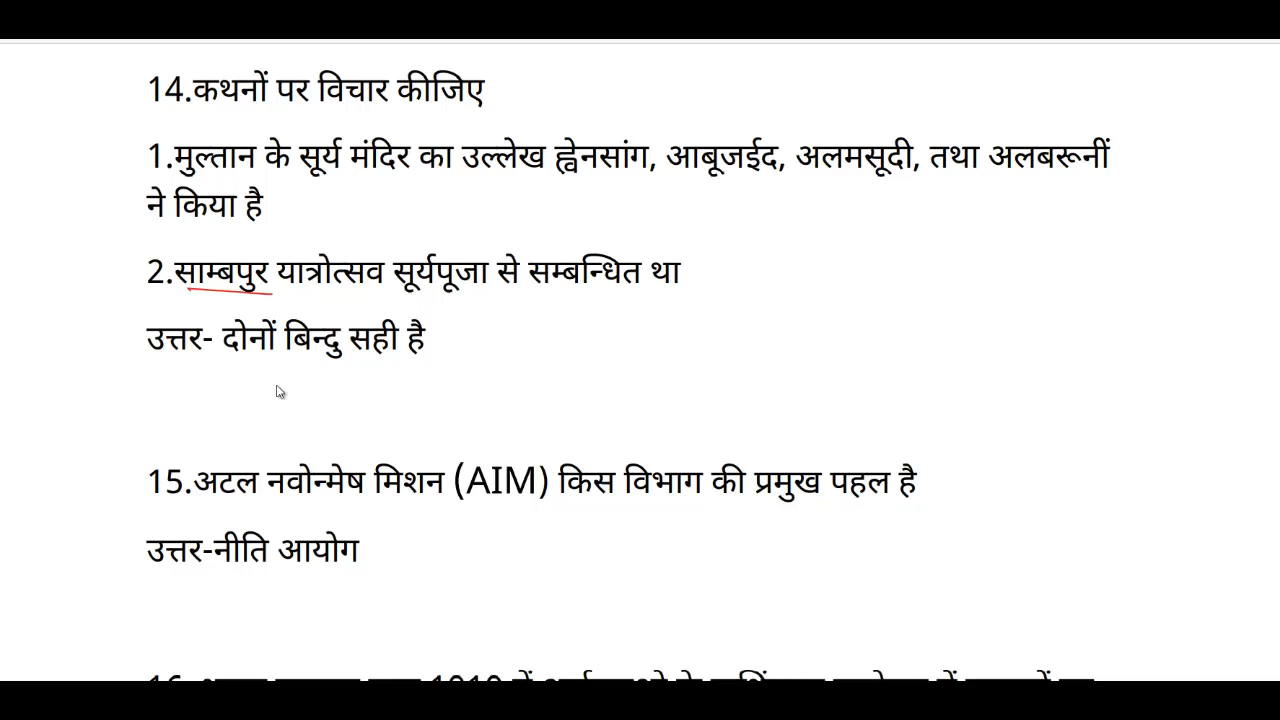 14.कथनों पर विचार कीजिए
1.मुल्तान के सूर्य मंदिर का उल्लेख ह्वेनसांग, आबूजईद, अलमसूदी, तथा अलबरूनीं
ने किया है
2.साम्बपुर यात्रोत्सव सूर्यपूजा से सम्बन्धित था
उत्तर- दोनों बिन्दु सही है
15.अटल नवोन्मेष मिशन (AIM) किस विभाग की प्रमुख पहल है
उत्तर-नीति आयोग